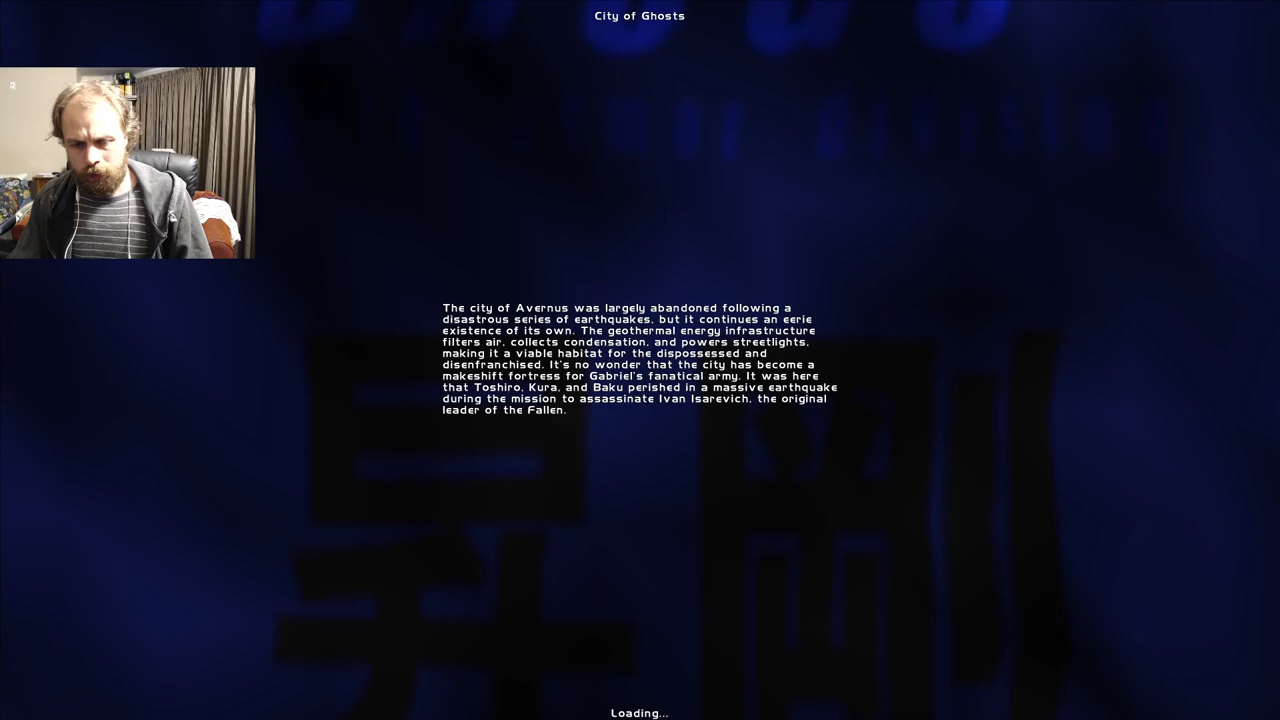 City of Ghosts
The city of Avernus was largely abandoned following a
disastrous series of earthquakes, but it continues an eerie
existence of its own. The geothermal energy infrastructure
filters air, collects condensation, and powers streetlights,
making it a viable habitat for the dispossessed and
disenfranchised. It's no wonder that the city has become a
makeshift fortress for Gabriel's fanatical army. It was here
that Toshiro, Kura, and Baku perished in a massive earthquake
during the mission to assassinate Ivan Isarevich, the original
leader of the Fallen.
Loading...